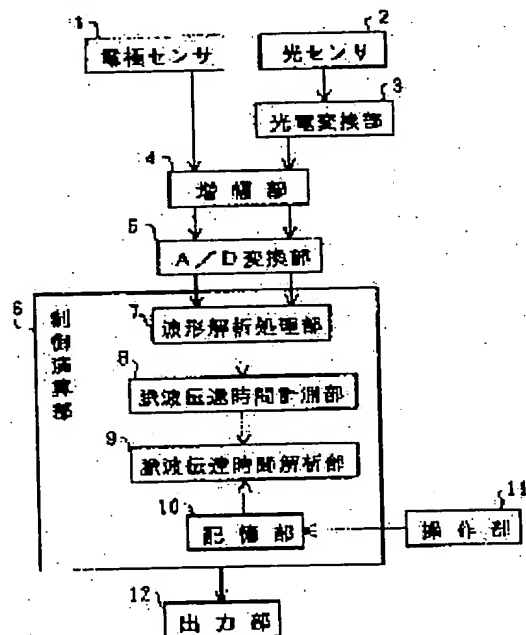 1
電極センサ
2
光センサ
3
光電変換部
4
増幅部
5
A/D変換部
6
制御演算部
7
波形解析処理部
8
脈波伝達時間計測部
9
脈波伝達時間解析部
10
記憶部
11
操作部
12
出力部